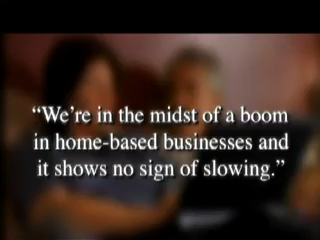 “We’re in the midst of a boom
in home-based businesses and
it shows no sign of slowing.”